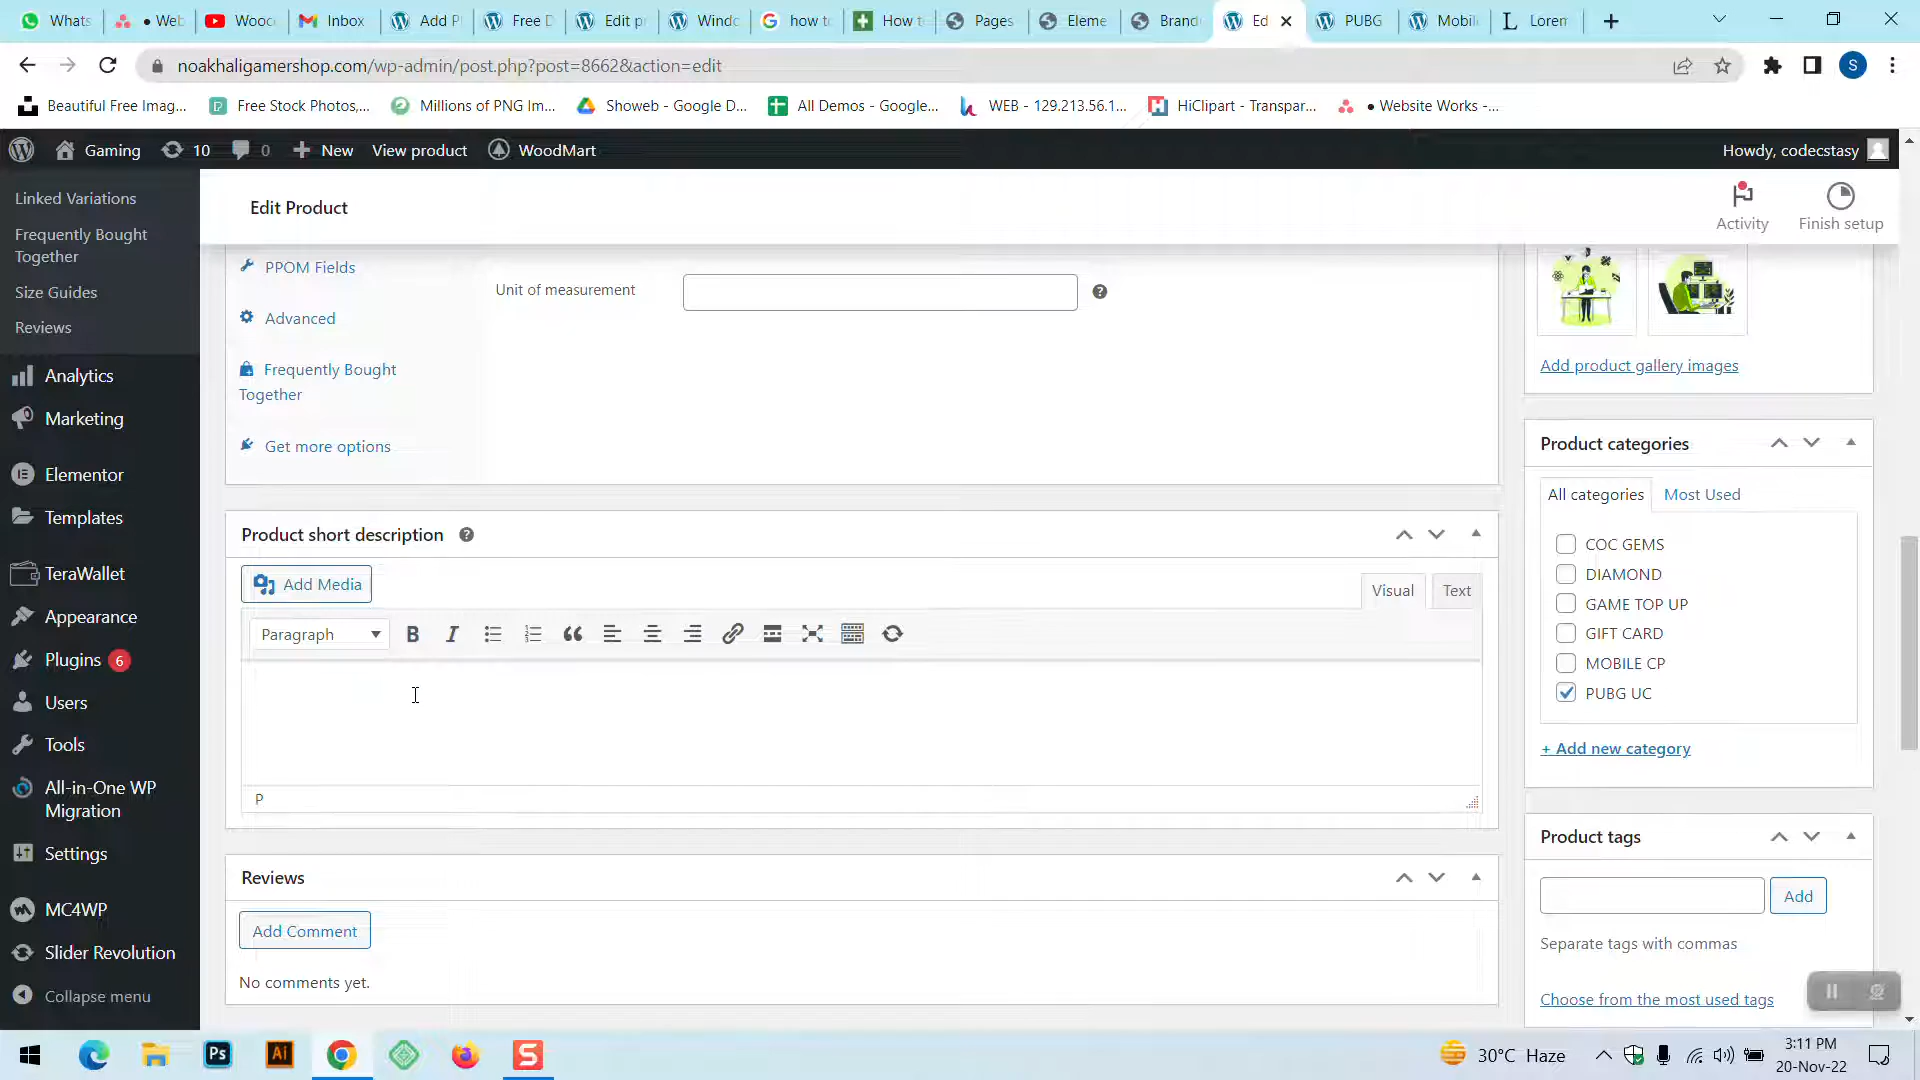 Whats
• Web
Wooc
Inbox
Add P
Free D
Edit p
Windo
how to
How t
Pages
Eleme
Brand
Ed
PUBG
Mobil
Lorem
noakhaligamershop.com/wp-admin/post.php?post=8662&action=edit
S
Beautiful Free Imag...
Free Stock Photos,...
Millions of PNG Im...
Showeb - Google D...
All Demos - Google...
WEB - 129.213.56.1...
HiClipart - Transpar...
• Website Works -...
Gaming
10
0
New
View product
WoodMart
Howdy, codecstasy
Linked Variations
Frequently Bought
Together
Size Guides
Reviews
Analytics
Marketing
Elementor
Templates
TeraWallet
Appearance
Plugins 6
Users
Tools
All-in-One WP
Migration
Settings
MC4WP
Slider Revolution
Collapse menu
Edit Product
Activity
Finish setup
PPOM Fields
Advanced
Frequently Bought
Together
Get more options
Unit of measurement
Product short description
Add Media
Visual
Text
Paragraph
P
Reviews
Add Comment
No comments yet.
Add product gallery images
Product categories
All categories
Most Used
COC GEMS
DIAMOND
GAME TOP UP
GIFT CARD
MOBILE CP
PUBG UC
+ Add new category
Product tags
Add
Separate tags with commas
Choose from the most used tags
Ps
Ai
30°C Haze
3:11 PM
20-Nov-22